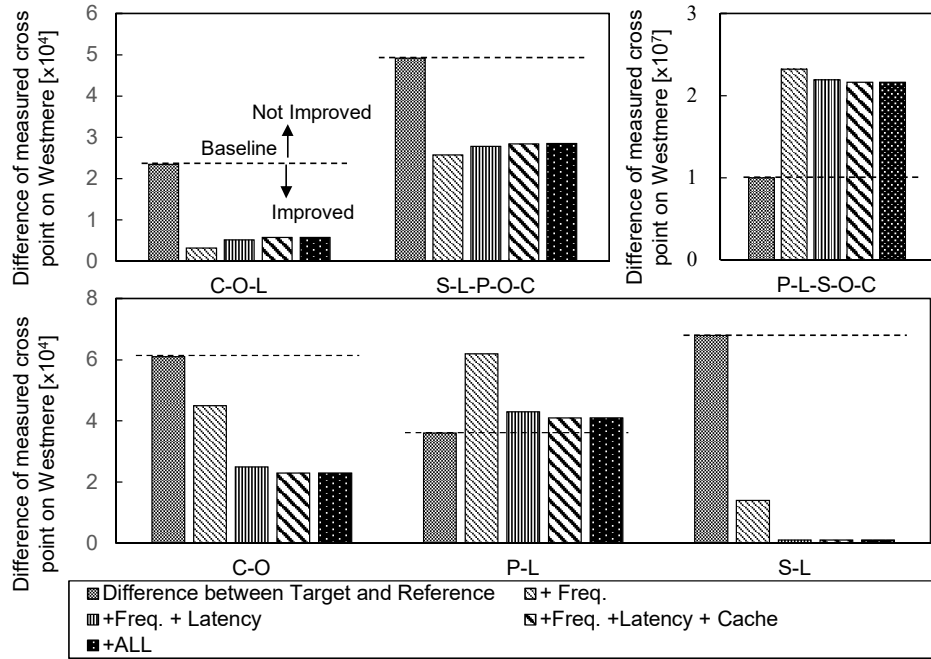 Difference of measured cross
point on Westmere [x10⁴]
6
5
4
3
2
1
0
Not Improved
Baseline
Improved
C-O-L
S-L-P-O-C
Difference of measured cross
point on Westmere [x10⁷]
3
2
1
0
P-L-S-O-C
Difference of measured cross
point on Westmere [x10⁴]
8
6
4
2
0
C-O
P-L
S-L
Difference between Target and Reference
+ Freq.
+Freq. + Latency
+Freq. +Latency + Cache
+ALL